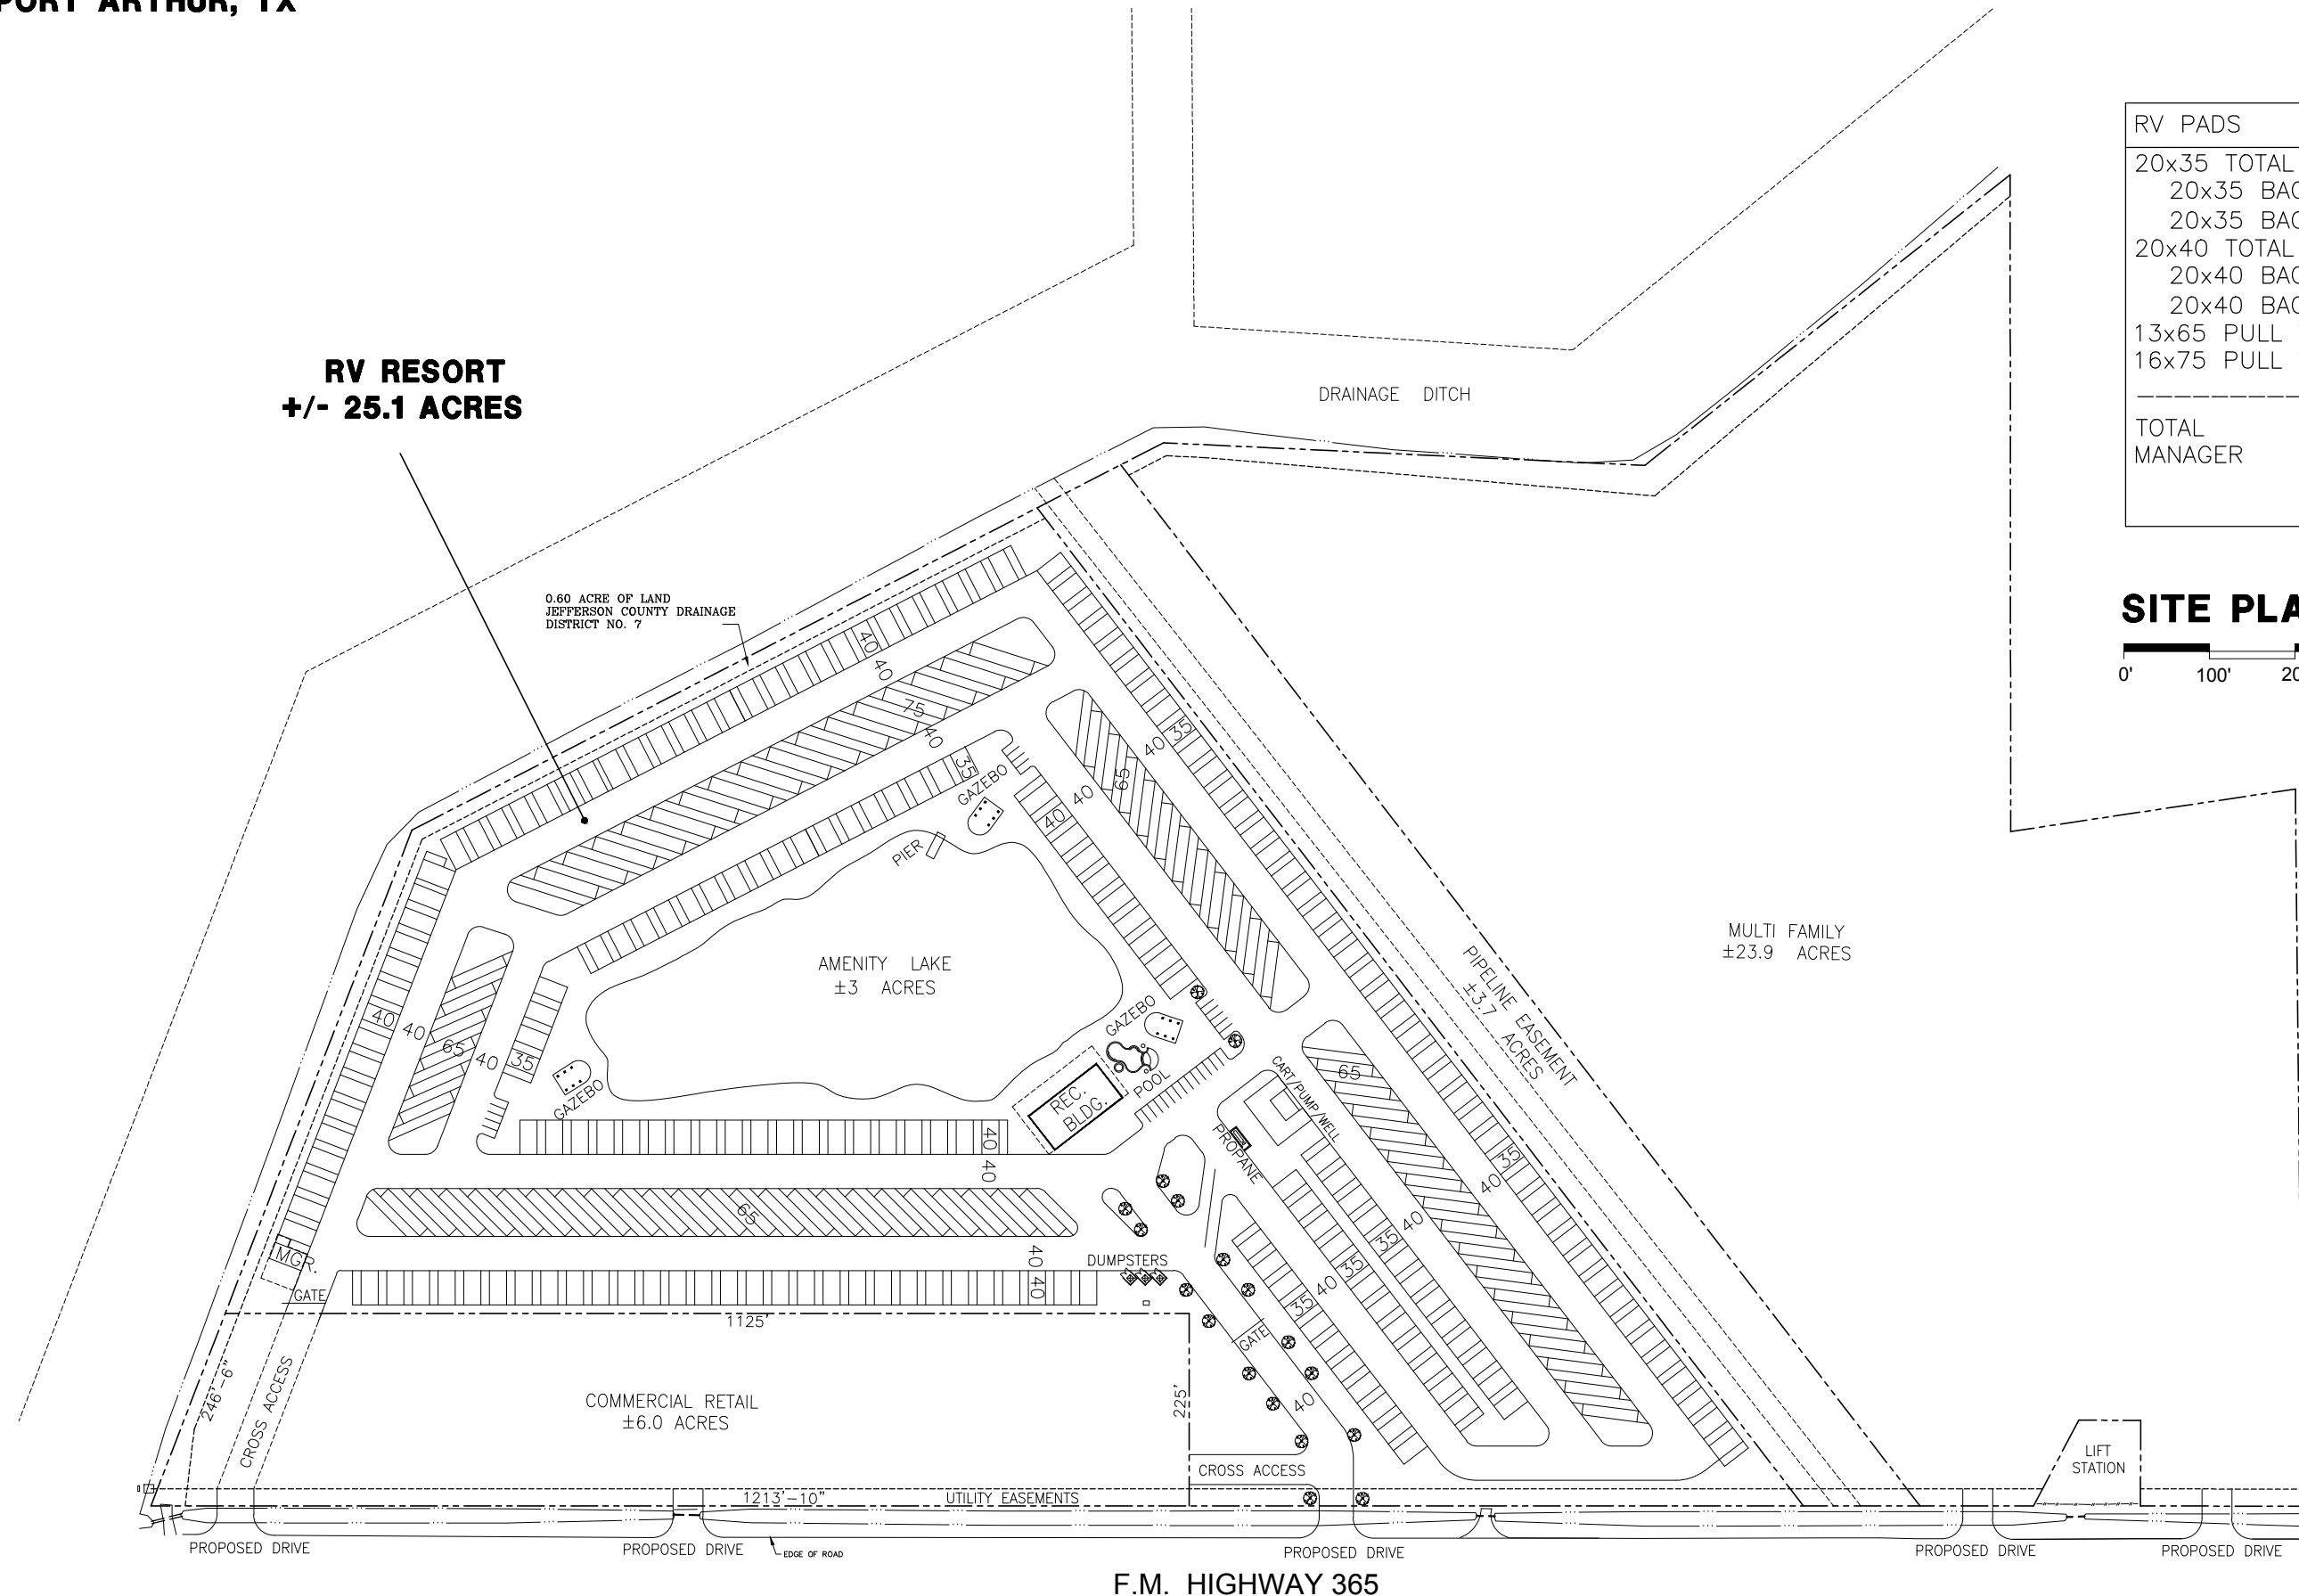 PORT ARTHUR, TX
RV PADS
20x35 TOTAL
20x35 BAC
20x35 BAC
20x40 TOTAL
20x40 BAC
20x40 BAC
13x65 PULL
16x75 PULL
TOTAL
MANAGER
SITE PLA
0'
100'
20
RV RESORT
+/- 25.1 ACRES
DRAINAGE DITCH
0.60 ACRE OF LAND
JEFFERSON COUNTY DRAINAGE
DISTRICT NO. 7
40
40
75
40
35
GAZEBO
PIER
40
40
65
40
35
AMENITY LAKE
±3 ACRES
MULTI FAMILY
±23.9 ACRES
PIPELINE EASEMENT
±3.7 ACRES
40
40
65
40
35
GAZEBO
GAZEBO
POOL
REC.
BLDG.
CART/PUMP/WELL
PROPANE
65
35
40
40
40
65
40
40
35
35
40
35
40
DUMPSTERS
MGR.
GATE
GATE
1125'
246'-6"
CROSS ACCESS
COMMERCIAL RETAIL
±6.0 ACRES
225'
40
CROSS ACCESS
LIFT
STATION
1213'-10"
UTILITY EASEMENTS
PROPOSED DRIVE
PROPOSED DRIVE
EDGE OF ROAD
PROPOSED DRIVE
PROPOSED DRIVE
PROPOSED DRIVE
F.M. HIGHWAY 365